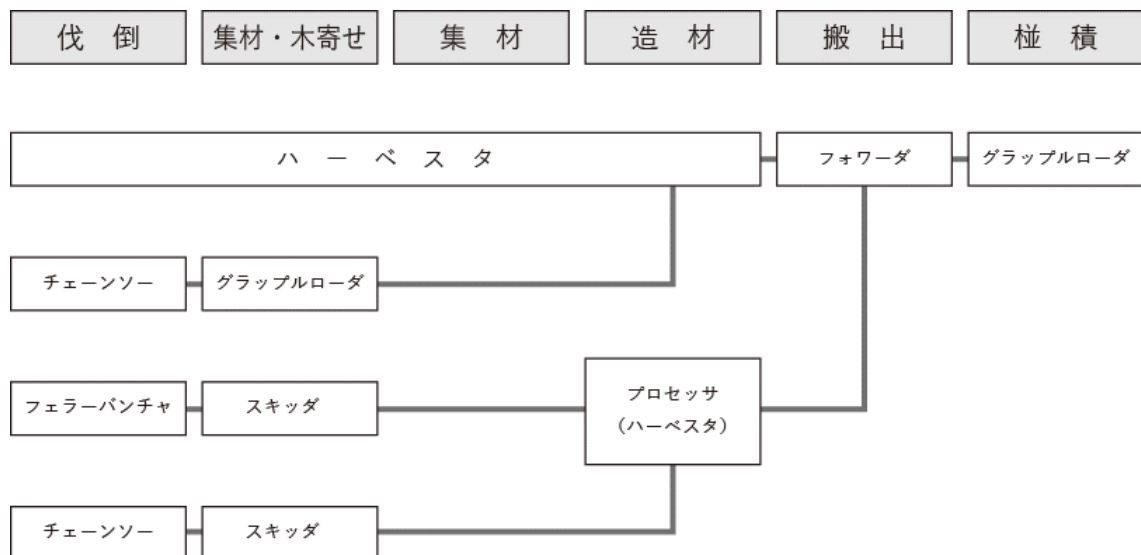 伐　倒
集材・木寄せ
集　材
造　材
搬　出
椪　積
ハ　ー　ベ　ス　タ
フォワーダ
グラップルローダ
チェーンソー
グラップルローダ
フェラーバンチャ
スキッダ
プロセッサ
（ハーベスタ）
チェーンソー
スキッダ